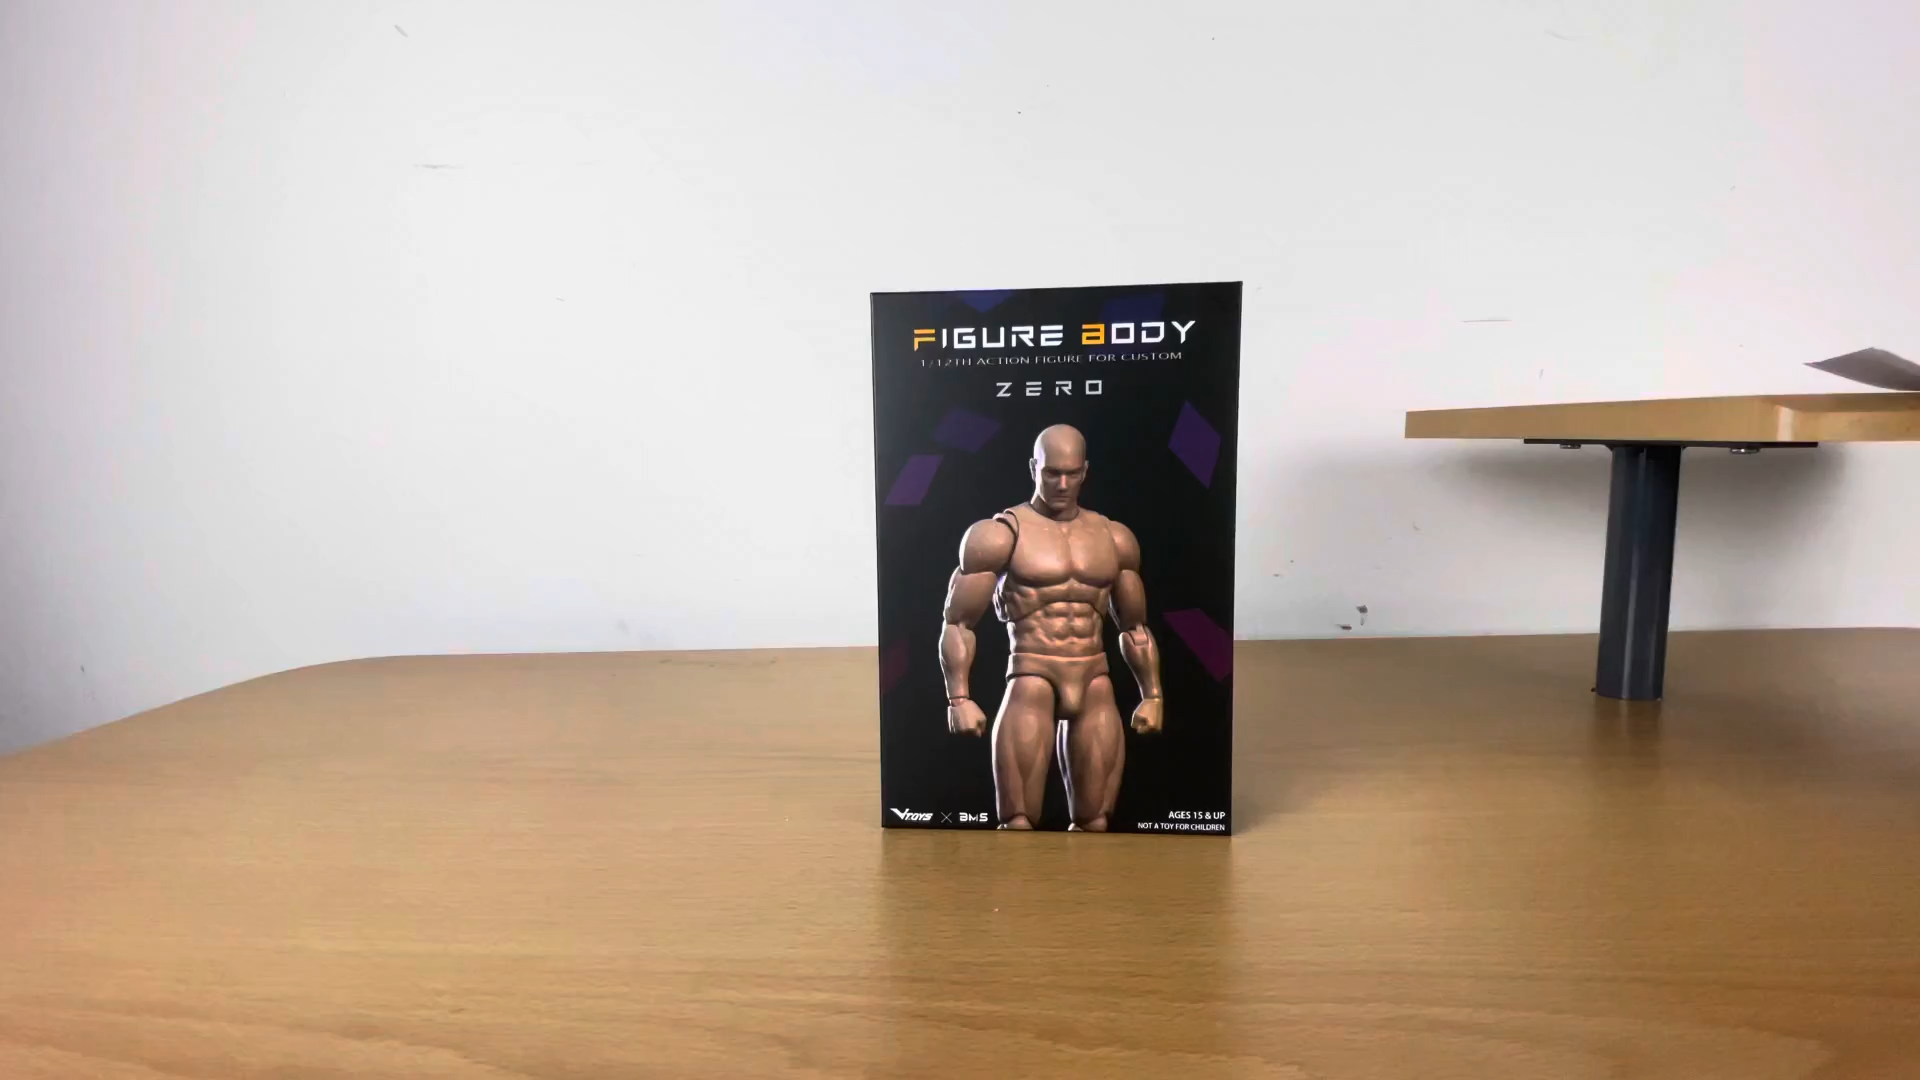 FIGURE BODY
1/12TH ACTION FIGURE FOR CUSTOM
ZERO
VTOYS X BMS
AGES 15 & UP
NOT A TOY FOR CHILDREN